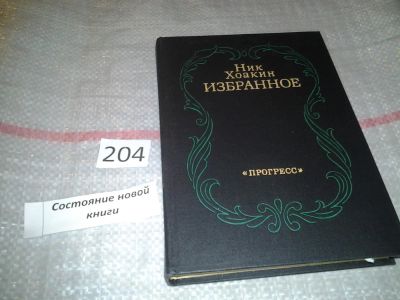 Ник
Хоакин
ИЗБРАННОЕ
«ПРОГРЕСС»
204
Состояние новой
книги